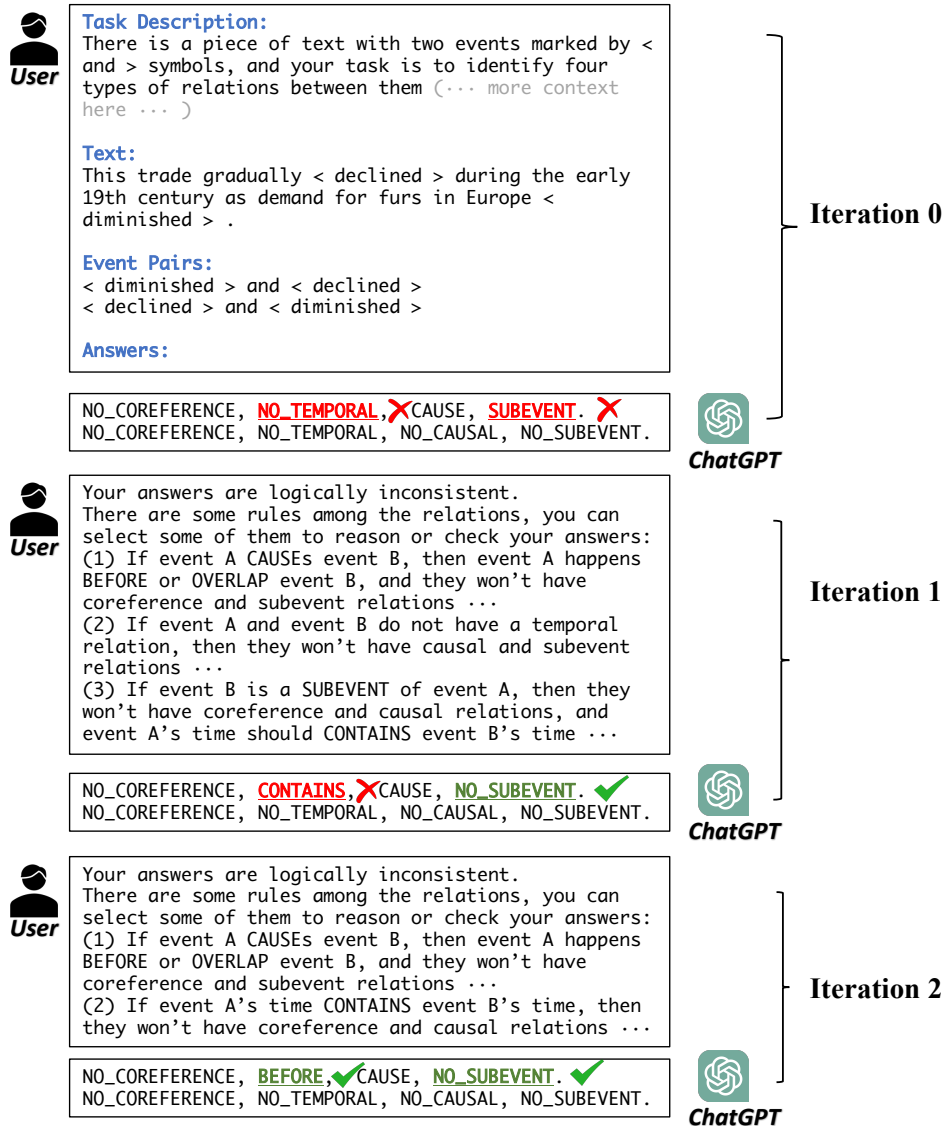 User
Task Description:
There is a piece of text with two events marked by <
and > symbols, and your task is to identify four
types of relations between them (··· more context
here ··· )
Text:
This trade gradually < declined > during the early
19th century as demand for furs in Europe <
diminished > .
Event Pairs:
< diminished > and < declined >
< declined > and < diminished >
Answers:
Iteration 0
NO_COREFERENCE, NO_TEMPORAL, CAUSE, SUBEVENT.
NO_COREFERENCE, NO_TEMPORAL, NO_CAUSAL, NO_SUBEVENT.
ChatGPT
User
Your answers are logically inconsistent.
There are some rules among the relations, you can
select some of them to reason or check your answers:
(1) If event A CAUSEs event B, then event A happens
BEFORE or OVERLAP event B, and they won't have
coreference and subevent relations ···
(2) If event A and event B do not have a temporal
relation, then they won't have causal and subevent
relations ···
(3) If event B is a SUBEVENT of event A, then they
won't have coreference and causal relations, and
event A's time should CONTAINS event B's time ···
Iteration 1
NO_COREFERENCE, CONTAINS, CAUSE, NO_SUBEVENT.
NO_COREFERENCE, NO_TEMPORAL, NO_CAUSAL, NO_SUBEVENT.
ChatGPT
User
Your answers are logically inconsistent.
There are some rules among the relations, you can
select some of them to reason or check your answers:
(1) If event A CAUSEs event B, then event A happens
BEFORE or OVERLAP event B, and they won't have
coreference and subevent relations ···
(2) If event A's time CONTAINS event B's time, then
they won't have coreference and causal relations ···
Iteration 2
NO_COREFERENCE, BEFORE, CAUSE, NO_SUBEVENT.
NO_COREFERENCE, NO_TEMPORAL, NO_CAUSAL, NO_SUBEVENT.
ChatGPT